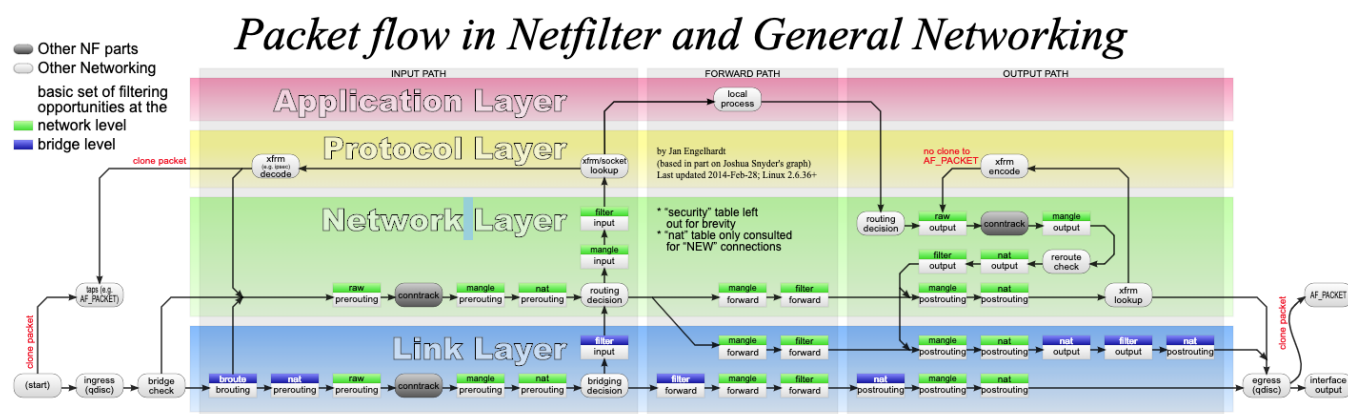 Packet flow in Netfilter and General Networking
Other NF parts
Other Networking
basic set of filtering
opportunities at the
network level
bridge level
INPUT PATH
FORWARD PATH
OUTPUT PATH
Application Layer
local
process
Protocol Layer
clone packet
xfrm
(e.g. ipsec)
decode
xfrm/socket
lookup
by Jan Engelhardt
(based in part on Joshua Snyder's graph)
Last updated 2014-Feb-28; Linux 2.6.36+
no clone to
AF_PACKET
xfrm
encode
Network Layer
filter
input
mangle
input
* "security" table left
out for brevity
* "nat" table only consulted
for "NEW" connections
routing
decision
raw
output
conntrack
mangle
output
filter
output
nat
output
reroute
check
taps (e.g.
AF_PACKET)
raw
prerouting
conntrack
mangle
prerouting
nat
prerouting
routing
decision
mangle
forward
filter
forward
mangle
postrouting
nat
postrouting
xfrm
lookup
AF_PACKET
clone packet
clone packet
Link Layer
filter
input
mangle
forward
filter
forward
mangle
postrouting
nat
postrouting
nat
output
filter
output
nat
postrouting
(start)
ingress
(qdisc)
bridge
check
broute
brouting
nat
prerouting
raw
prerouting
conntrack
mangle
prerouting
nat
prerouting
bridging
decision
filter
forward
mangle
forward
filter
forward
nat
postrouting
mangle
postrouting
nat
postrouting
egress
(qdisc)
interface
output